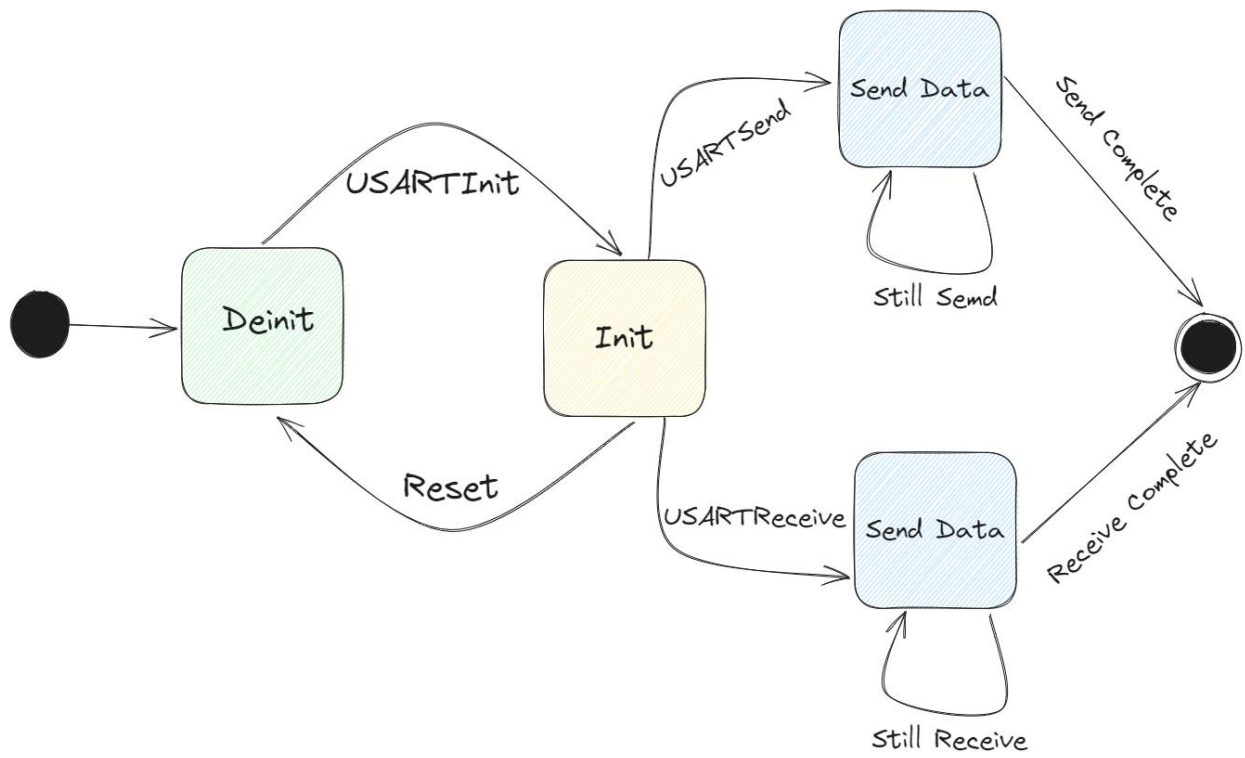 Send Data
Send Complete
USARTSend
USARTInit
Still Semd
Deinit
Init
Reset
USARTReceive
Send Data
Receive Complete
Still Receive